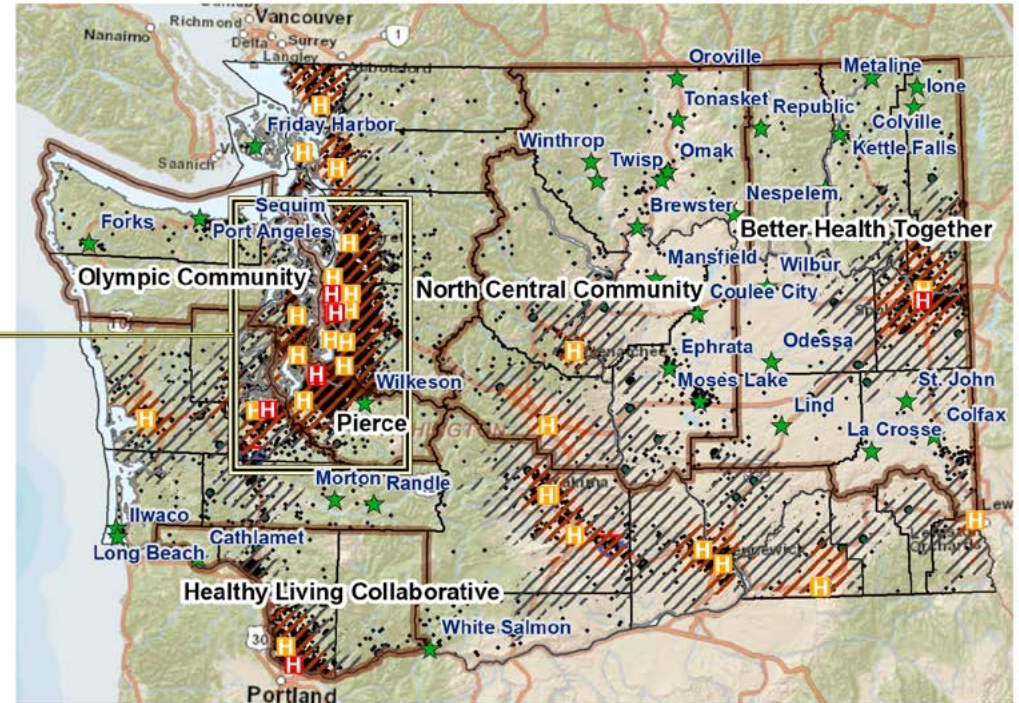 Vancouver
Richmond
Nanaimo
Delta
Surrey
1
Langley
Abbotsford
Oroville
Metaline
Ione
Tonasket
Republic
Colville
Friday Harbor
Kettle Falls
Winthrop
Saanich
Twisp
Omak
Nespelem
Sequim
Brewster
Forks
Port Angeles
Better Health Together
Mansfield
Wilbur
Olympic Community
North Central Community
Coulee City
H
Ephrata
Odessa
Moses Lake
Wilkeson
St. John
Lind
Colfax
Pierce
La Crosse
Morton
Randle
Ilwaco
Cathlamet
Long Beach
Healthy Living Collaborative
White Salmon
30
Portland